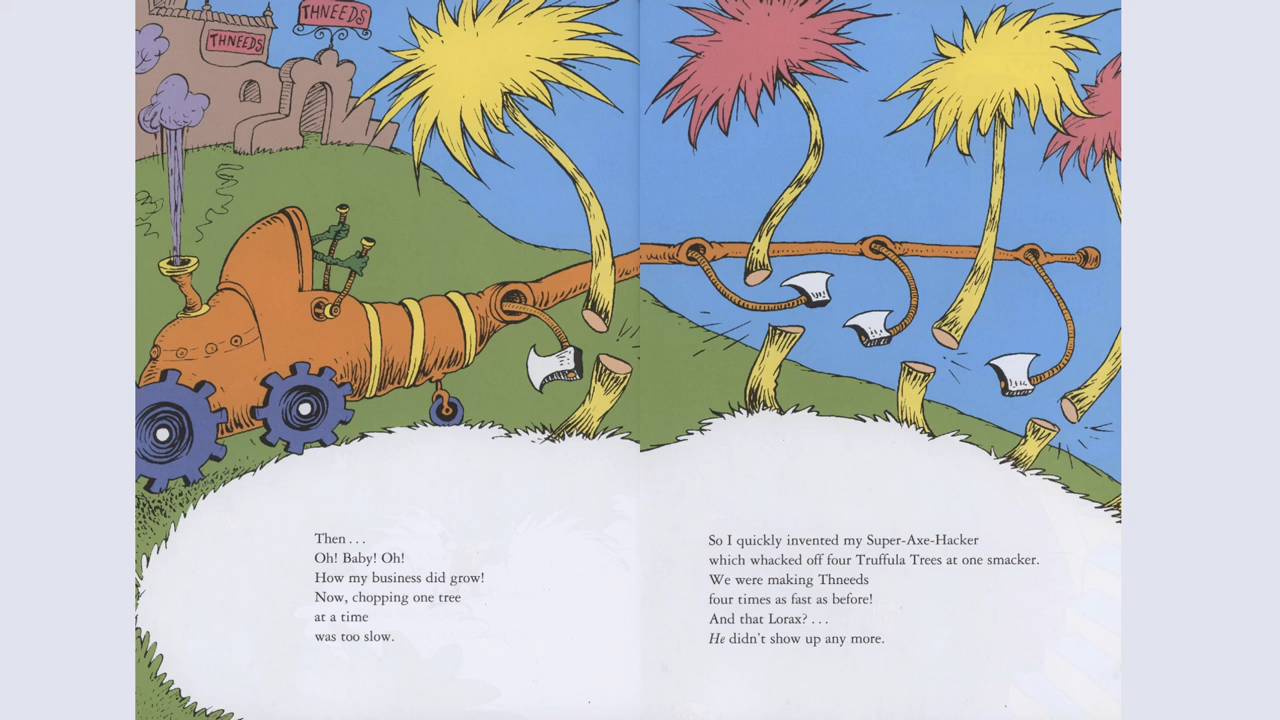 THNEEDS
THNEEDS
Then . . .
Oh! Baby! Oh!
How my business did grow!
Now, chopping one tree
at a time
was too slow.
So I quickly invented my Super-Axe-Hacker
which whacked off four Truffula Trees at one smacker.
We were making Thneeds
four times as fast as before!
And that Lorax? . . .
He didn't show up any more.